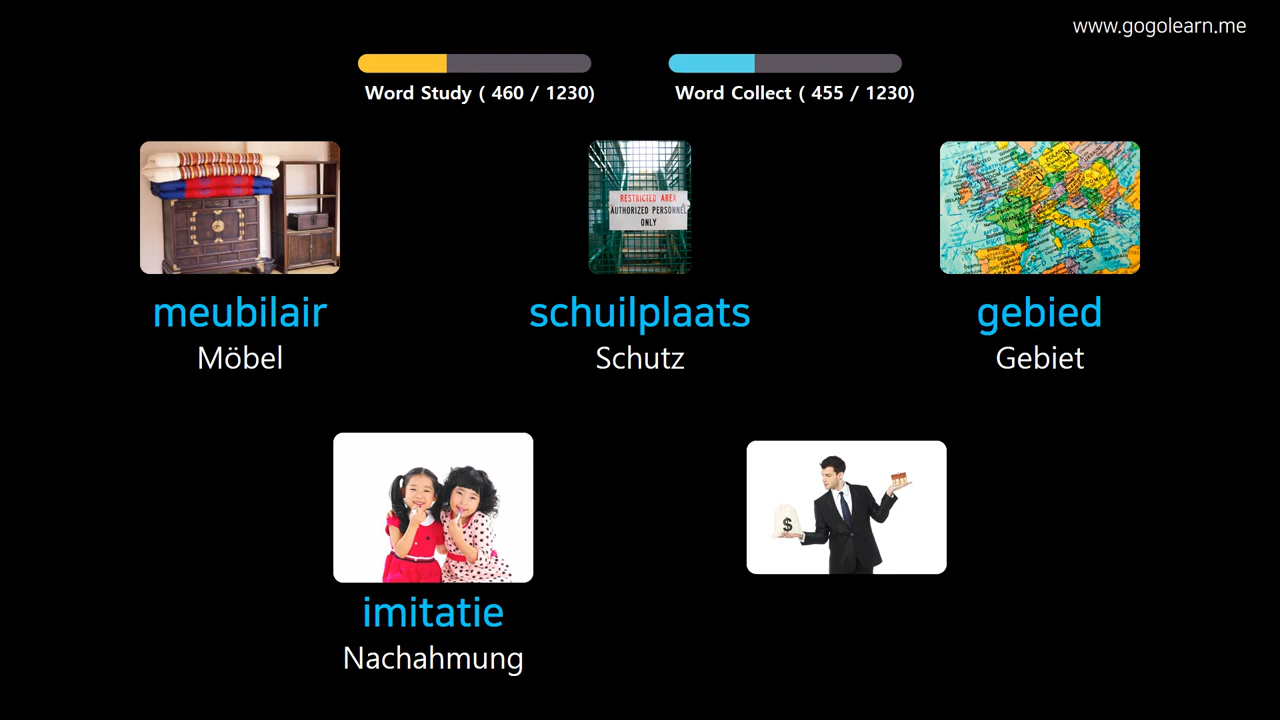 www.gogolearn.me
Word Study ( 460 / 1230)
Word Collect ( 455 / 1230)
RESTRICTED AREA
AUTHORIZED PERSONNEL
ONLY
meubilair
Möbel
schuilplaats
Schutz
gebied
Gebiet
$
imitatie
Nachahmung